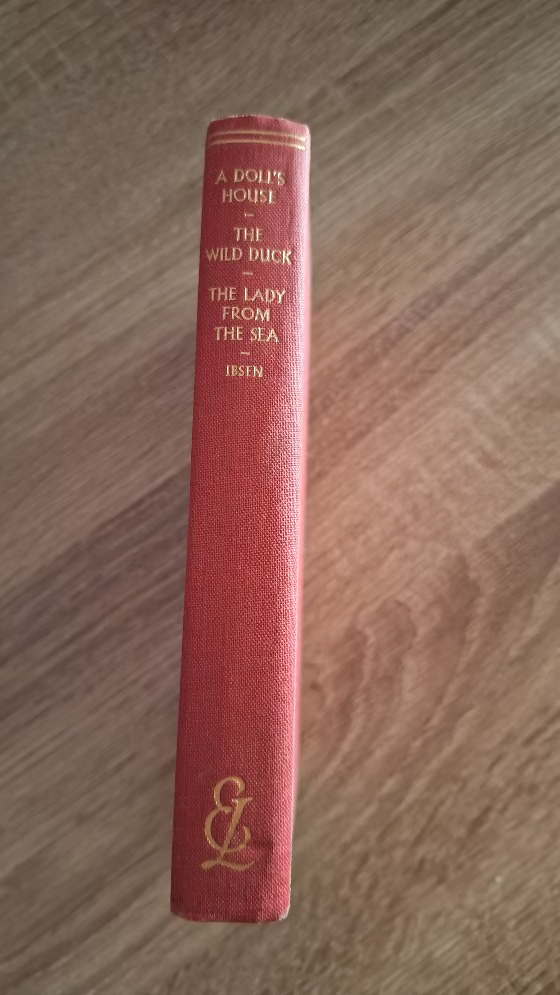 A DOLL'S
HOUSE
–
THE
WILD DUCK
–
THE LADY
FROM
THE SEA
–
IBSEN
EL